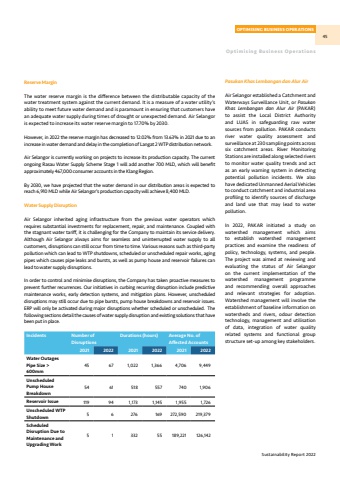 OPTIMISING BUSINESS OPERATIONS
45
Optimising Business Operations
Reserve Margin
The water reserve margin is the difference between the distributable capacity of the
water treatment system against the current demand. It is a measure of a water utility's
ability to meet future water demand and is paramount in ensuring that customers have
an adequate water supply during times of drought or unexpected demand. Air Selangor
is expected to increase its water reserve margin to 17.70% by 2030.
However, in 2022 the reserve margin has decreased to 12.02% from 13.63% in 2021 due to an
increase in water demand and delay in the completion of Langat 2 WTP distribution network.
Air Selangor is currently working on projects to increase its production capacity. The current
ongoing Rasau Water Supply Scheme Stage 1 will add another 700 MLD, which will benefit
approximately 467,000 consumer accounts in the Klang Region.
By 2030, we have projected that the water demand in our distribution areas is expected to
reach 6,910 MLD while Air Selangor's production capacity will achieve 8,400 MLD.
Water Supply Disruption
Air Selangor inherited aging infrastructure from the previous water operators which
requires substantial investments for replacement, repair, and maintenance. Coupled with
the stagnant water tariff, it is challenging for the Company to maintain its service delivery.
Although Air Selangor always aims for seamless and uninterrupted water supply to all
customers, disruptions can still occur from time to time. Various reasons such as third-party
pollution which can lead to WTP shutdowns, scheduled or unscheduled repair works, aging
pipes which causes pipe leaks and bursts, as well as pump house and reservoir failures can
lead to water supply disruptions.
In order to control and minimise disruptions, the Company has taken proactive measures to
prevent further recurrences. Our initiatives in curbing recurring disruption include predictive
maintenance works, early detection systems, and mitigation plans. However, unscheduled
disruptions may still occur due to pipe bursts, pump house breakdowns and reservoir issues.
ERP will only be activated during major disruptions whether scheduled or unscheduled. The
following sections detail the causes of water supply disruption and existing solutions that have
been put in place.
Incidents Number of Disruptions Durations (hours) Average No. of Affected Accounts
2021 2022 2021 2022 2021 2022
Water Outages
Pipe Size >
600mm 45 67 1,022 1,366 4,706 9,449
Unscheduled
Pump House
Breakdown 54 61 538 557 740 1,906
Reservoir Issue 119 94 1,173 1,145 1,955 1,726
Unscheduled WTP
Shutdown 5 6 276 169 272,590 219,379
Scheduled
Disruption Due to
Maintenance and
Upgrading Work 5 1 332 55 189,221 126,142
Pasukan Khas Lembangan dan Alur Air
Air Selangor established a Catchment and
Waterways Surveillance Unit, or Pasukan
Khas Lembangan dan Alur Air (PAKAR)
to assist the Local District Authority
and LUAS in safeguarding raw water
sources from pollution. PAKAR conducts
river water quality assessment and
surveillance at 230 sampling points across
six catchment areas. River Monitoring
Stations are installed along selected rivers
to monitor water quality trends and act
as an early warning in detecting
potential pollution incidents. We also
have dedicated Unmanned Aerial Vehicles
to conduct catchment and industrial area
profiling to identify sources of discharge
and land use that may lead to water
pollution.
In 2022, PAKAR initiated a study on
watershed management which aims
to establish watershed management
practices and examine the readiness of
policy, technology, systems, and people.
The project was aimed at reviewing and
evaluating the status of Air Selangor
on the current implementation of the
watershed management programme
and recommending overall approaches
and relevant strategies for adoption.
Watershed management will involve the
establishment of baseline information on
watersheds and rivers, odour detection
technology, management and utilisation
of data, integration of water quality
related systems and functional group
structure set-up among key stakeholders.
Sustainability Report 2022